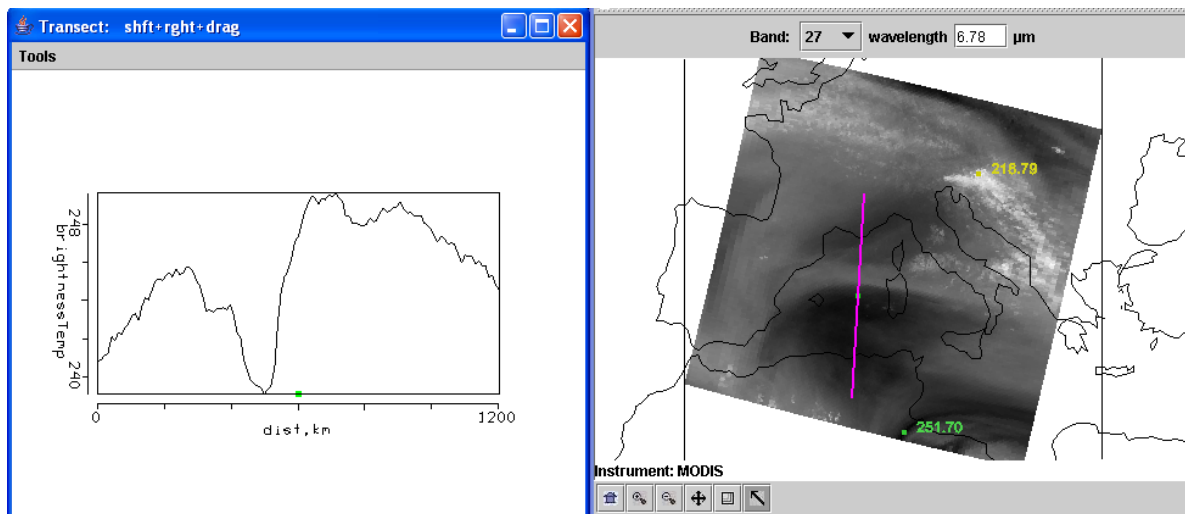 Transect: shft+rght+drag
Tools
248
brightnessTemp
240
0
1200
dist,km
Band: 27 wavelength 6.78 µm
218.79
251.70
Instrument: MODIS